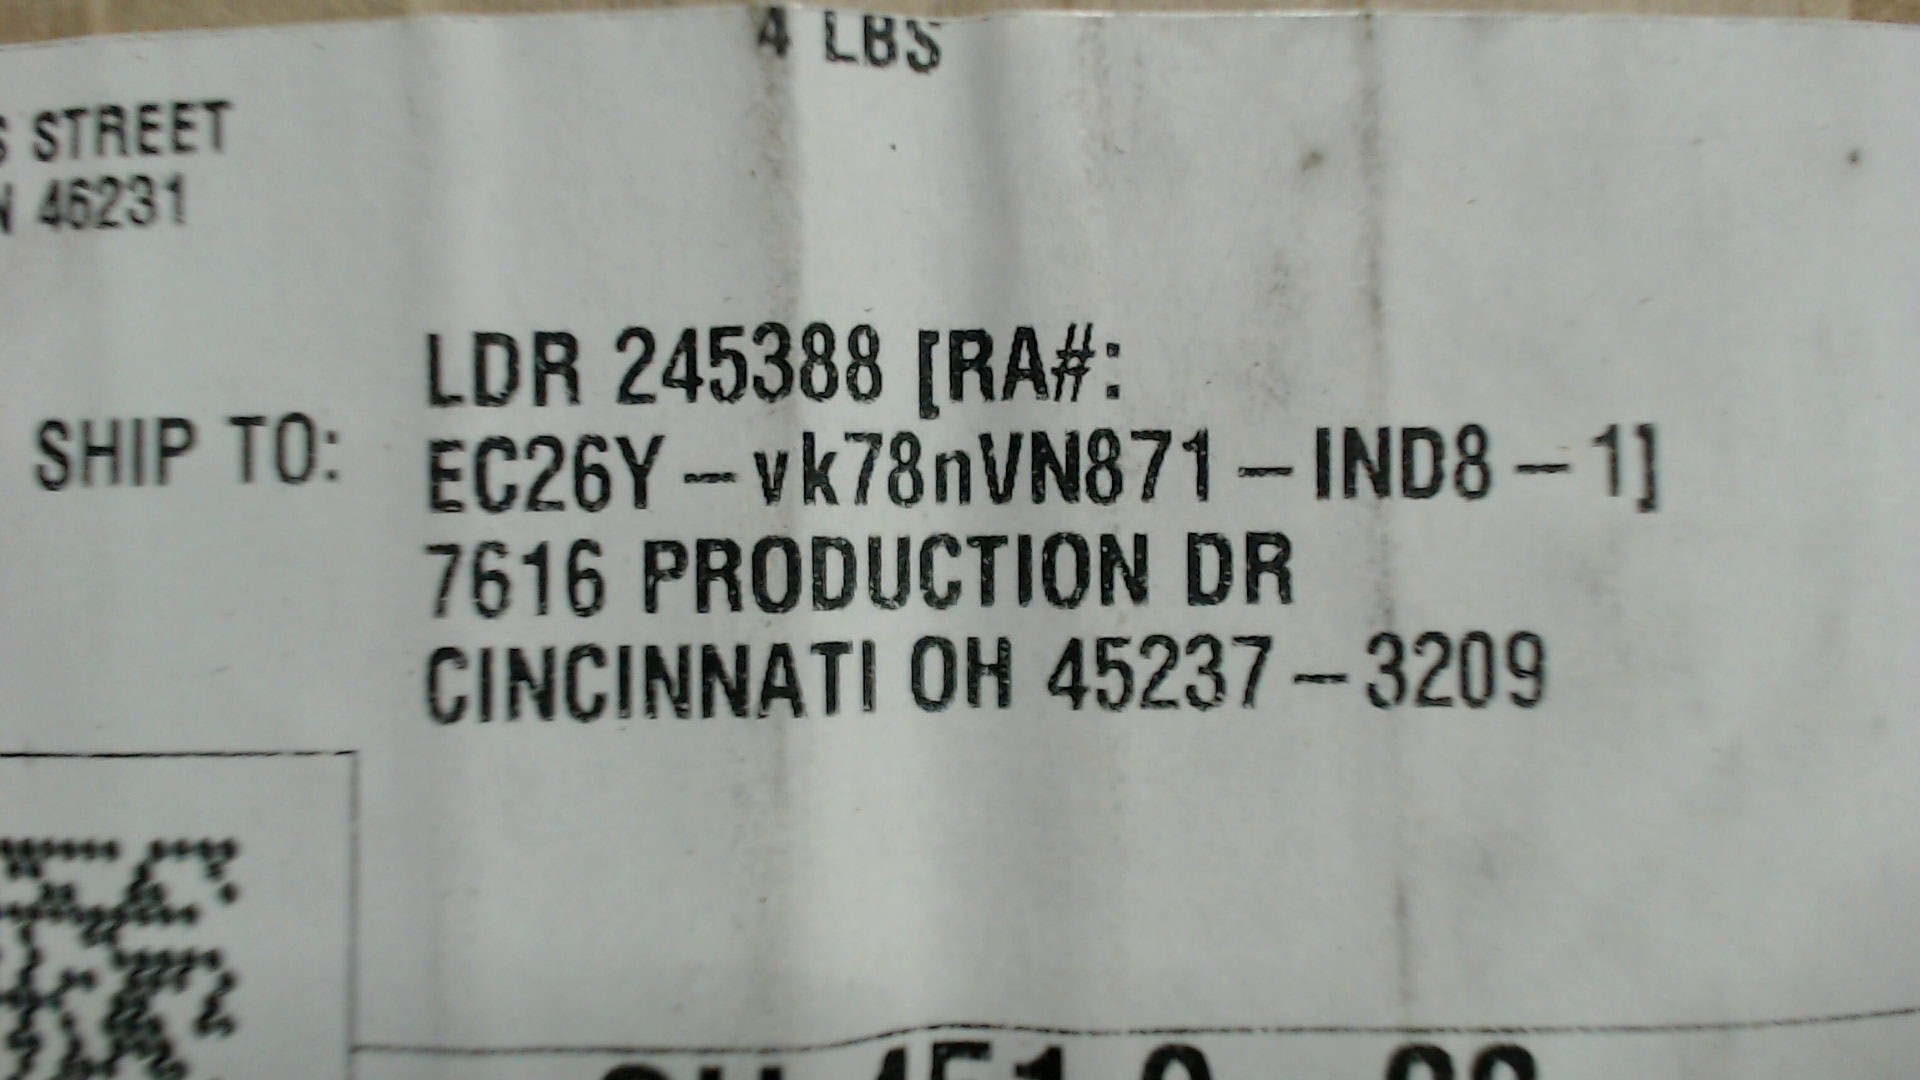 4 LBS
STREET
46231
LDR 245388 [RA#:
SHIP TO: EC26Y-vk78nVN871-IND8-1]
7616 PRODUCTION DR
CINCINNATI OH 45237-3209